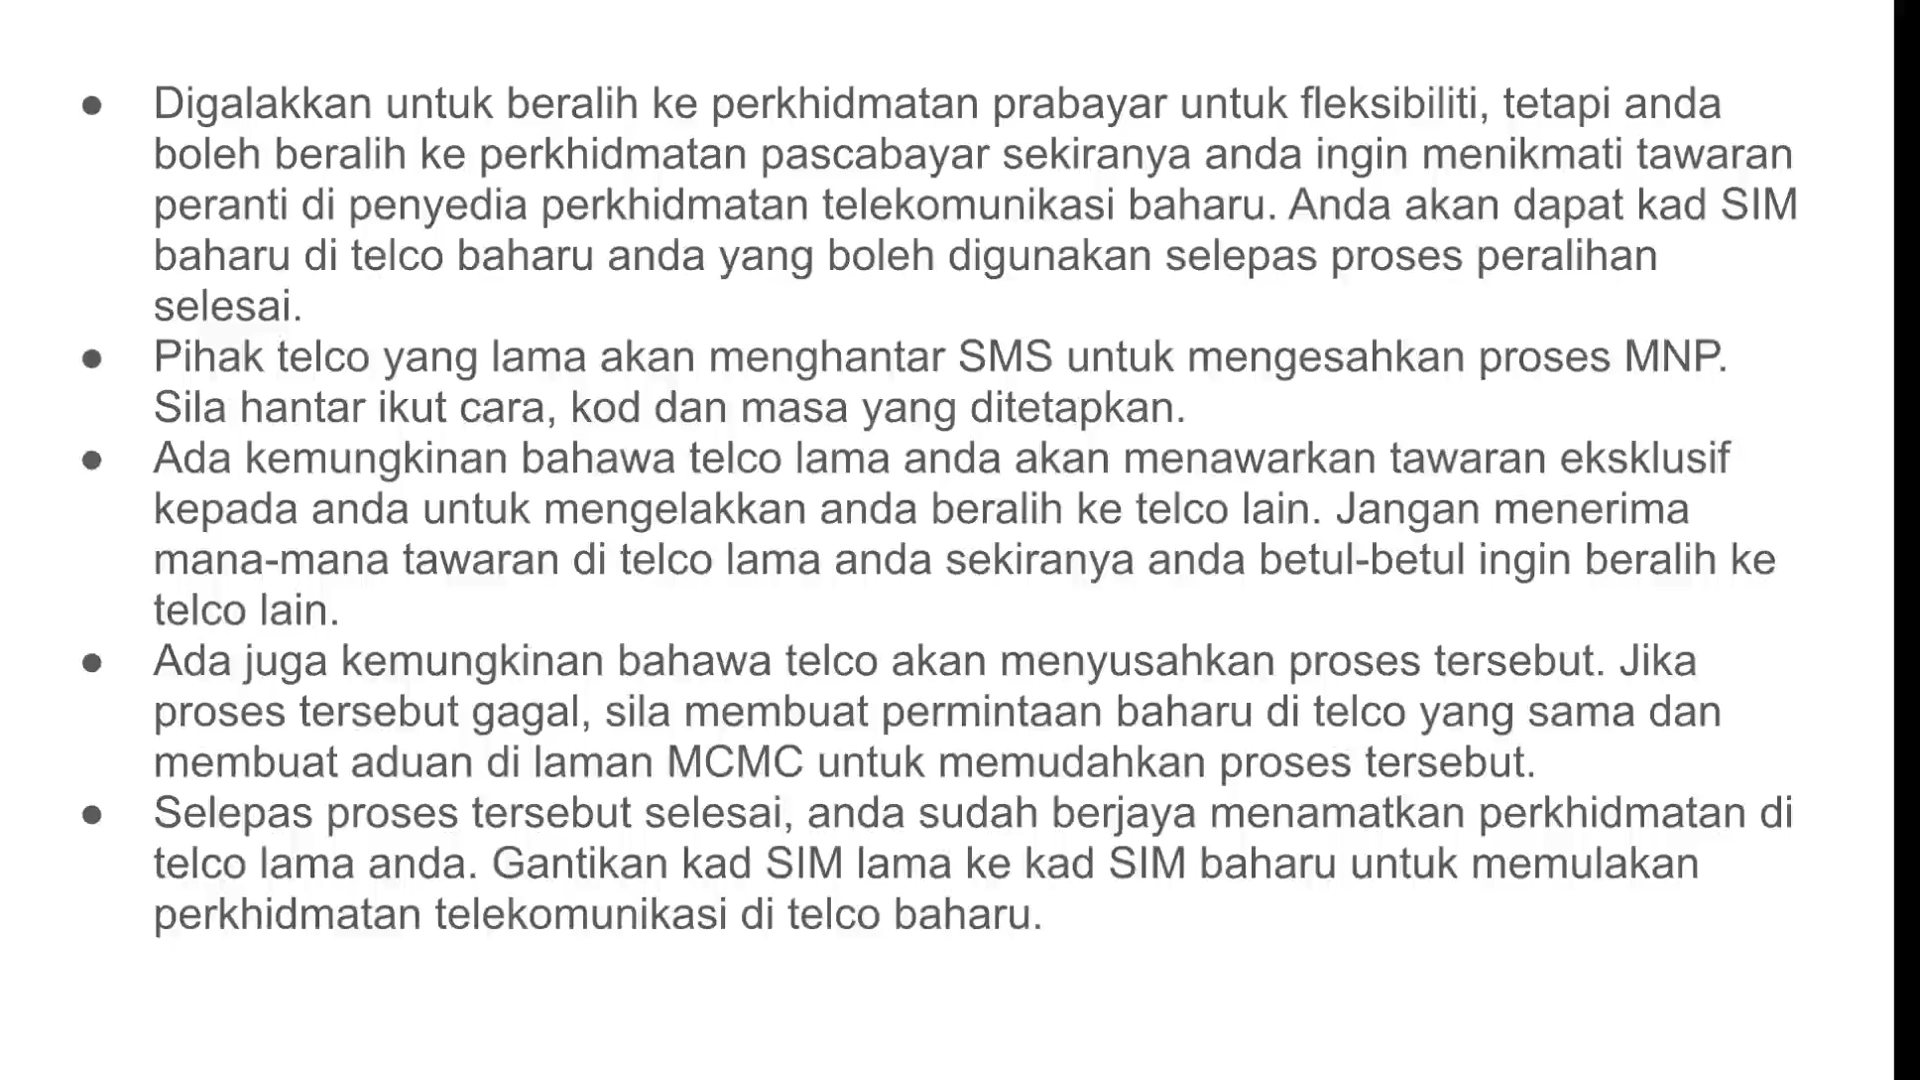 ● Digalakkan untuk beralih ke perkhidmatan prabayar untuk fleksibiliti, tetapi anda
boleh beralih ke perkhidmatan pascabayar sekiranya anda ingin menikmati tawaran
peranti di penyedia perkhidmatan telekomunikasi baharu. Anda akan dapat kad SIM
baharu di telco baharu anda yang boleh digunakan selepas proses peralihan
selesai.
● Pihak telco yang lama akan menghantar SMS untuk mengesahkan proses MNP.
Sila hantar ikut cara, kod dan masa yang ditetapkan.
● Ada kemungkinan bahawa telco lama anda akan menawarkan tawaran eksklusif
kepada anda untuk mengelakkan anda beralih ke telco lain. Jangan menerima
mana-mana tawaran di telco lama anda sekiranya anda betul-betul ingin beralih ke
telco lain.
● Ada juga kemungkinan bahawa telco akan menyusahkan proses tersebut. Jika
proses tersebut gagal, sila membuat permintaan baharu di telco yang sama dan
membuat aduan di laman MCMC untuk memudahkan proses tersebut.
● Selepas proses tersebut selesai, anda sudah berjaya menamatkan perkhidmatan di
telco lama anda. Gantikan kad SIM lama ke kad SIM baharu untuk memulakan
perkhidmatan telekomunikasi di telco baharu.